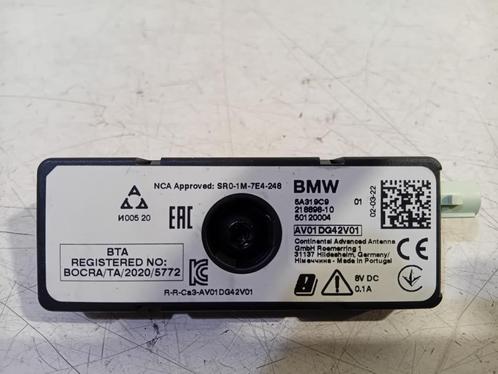 NCA Approved: SR0-1M-7E4-248
И005 20
EAC
BTA
REGISTERED NO:
BOCRA/TA/2020/5772
R-R-Ca3-AV01DG42V01
BMW
5A319C9 01
218898-10
50120004
AV01DG42V01
Continental Advanced Antenna
GmbH Roemerring 1
31137 Hildesheim, Germany/
Німеччина - Made in Portugal
8V DC
0.1A
02-03-22